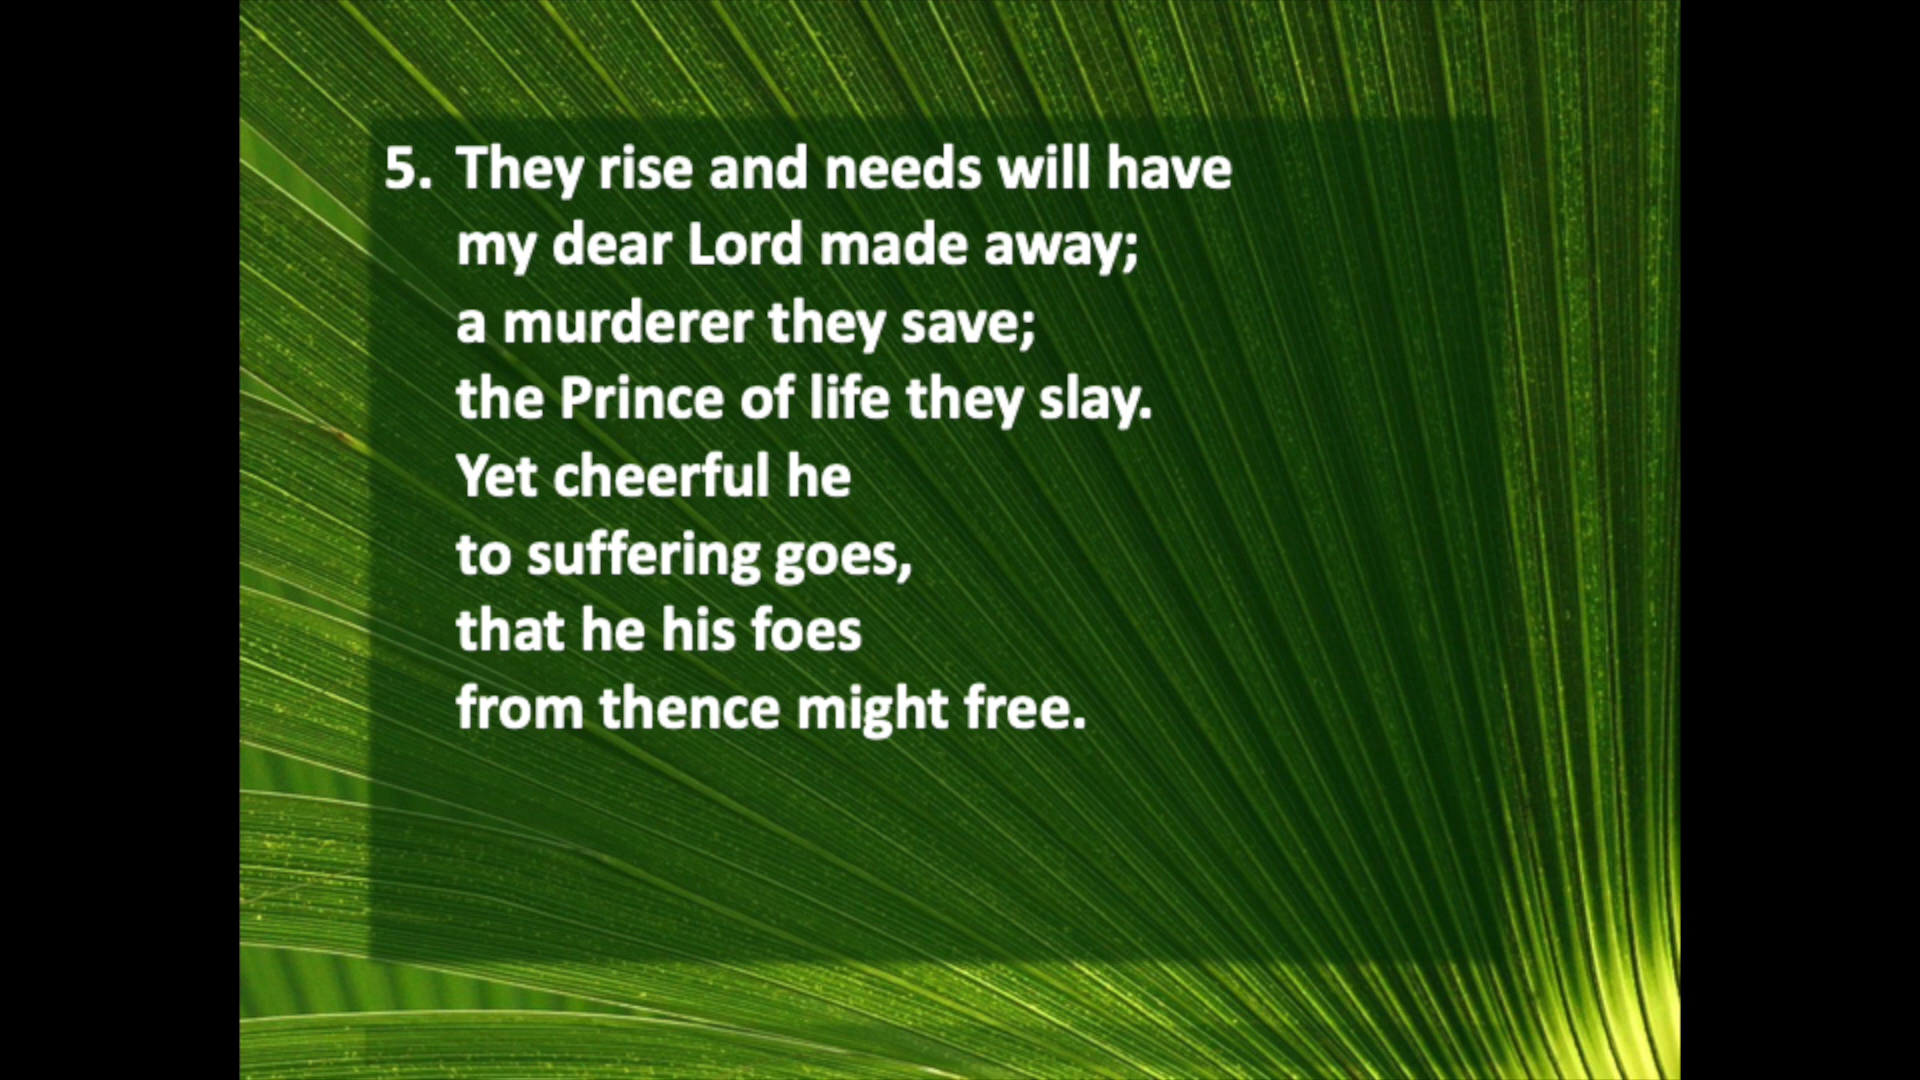 5. They rise and needs will have
my dear Lord made away;
a murderer they save;
the Prince of life they slay.
Yet cheerful he
to suffering goes,
that he his foes
from thence might free.